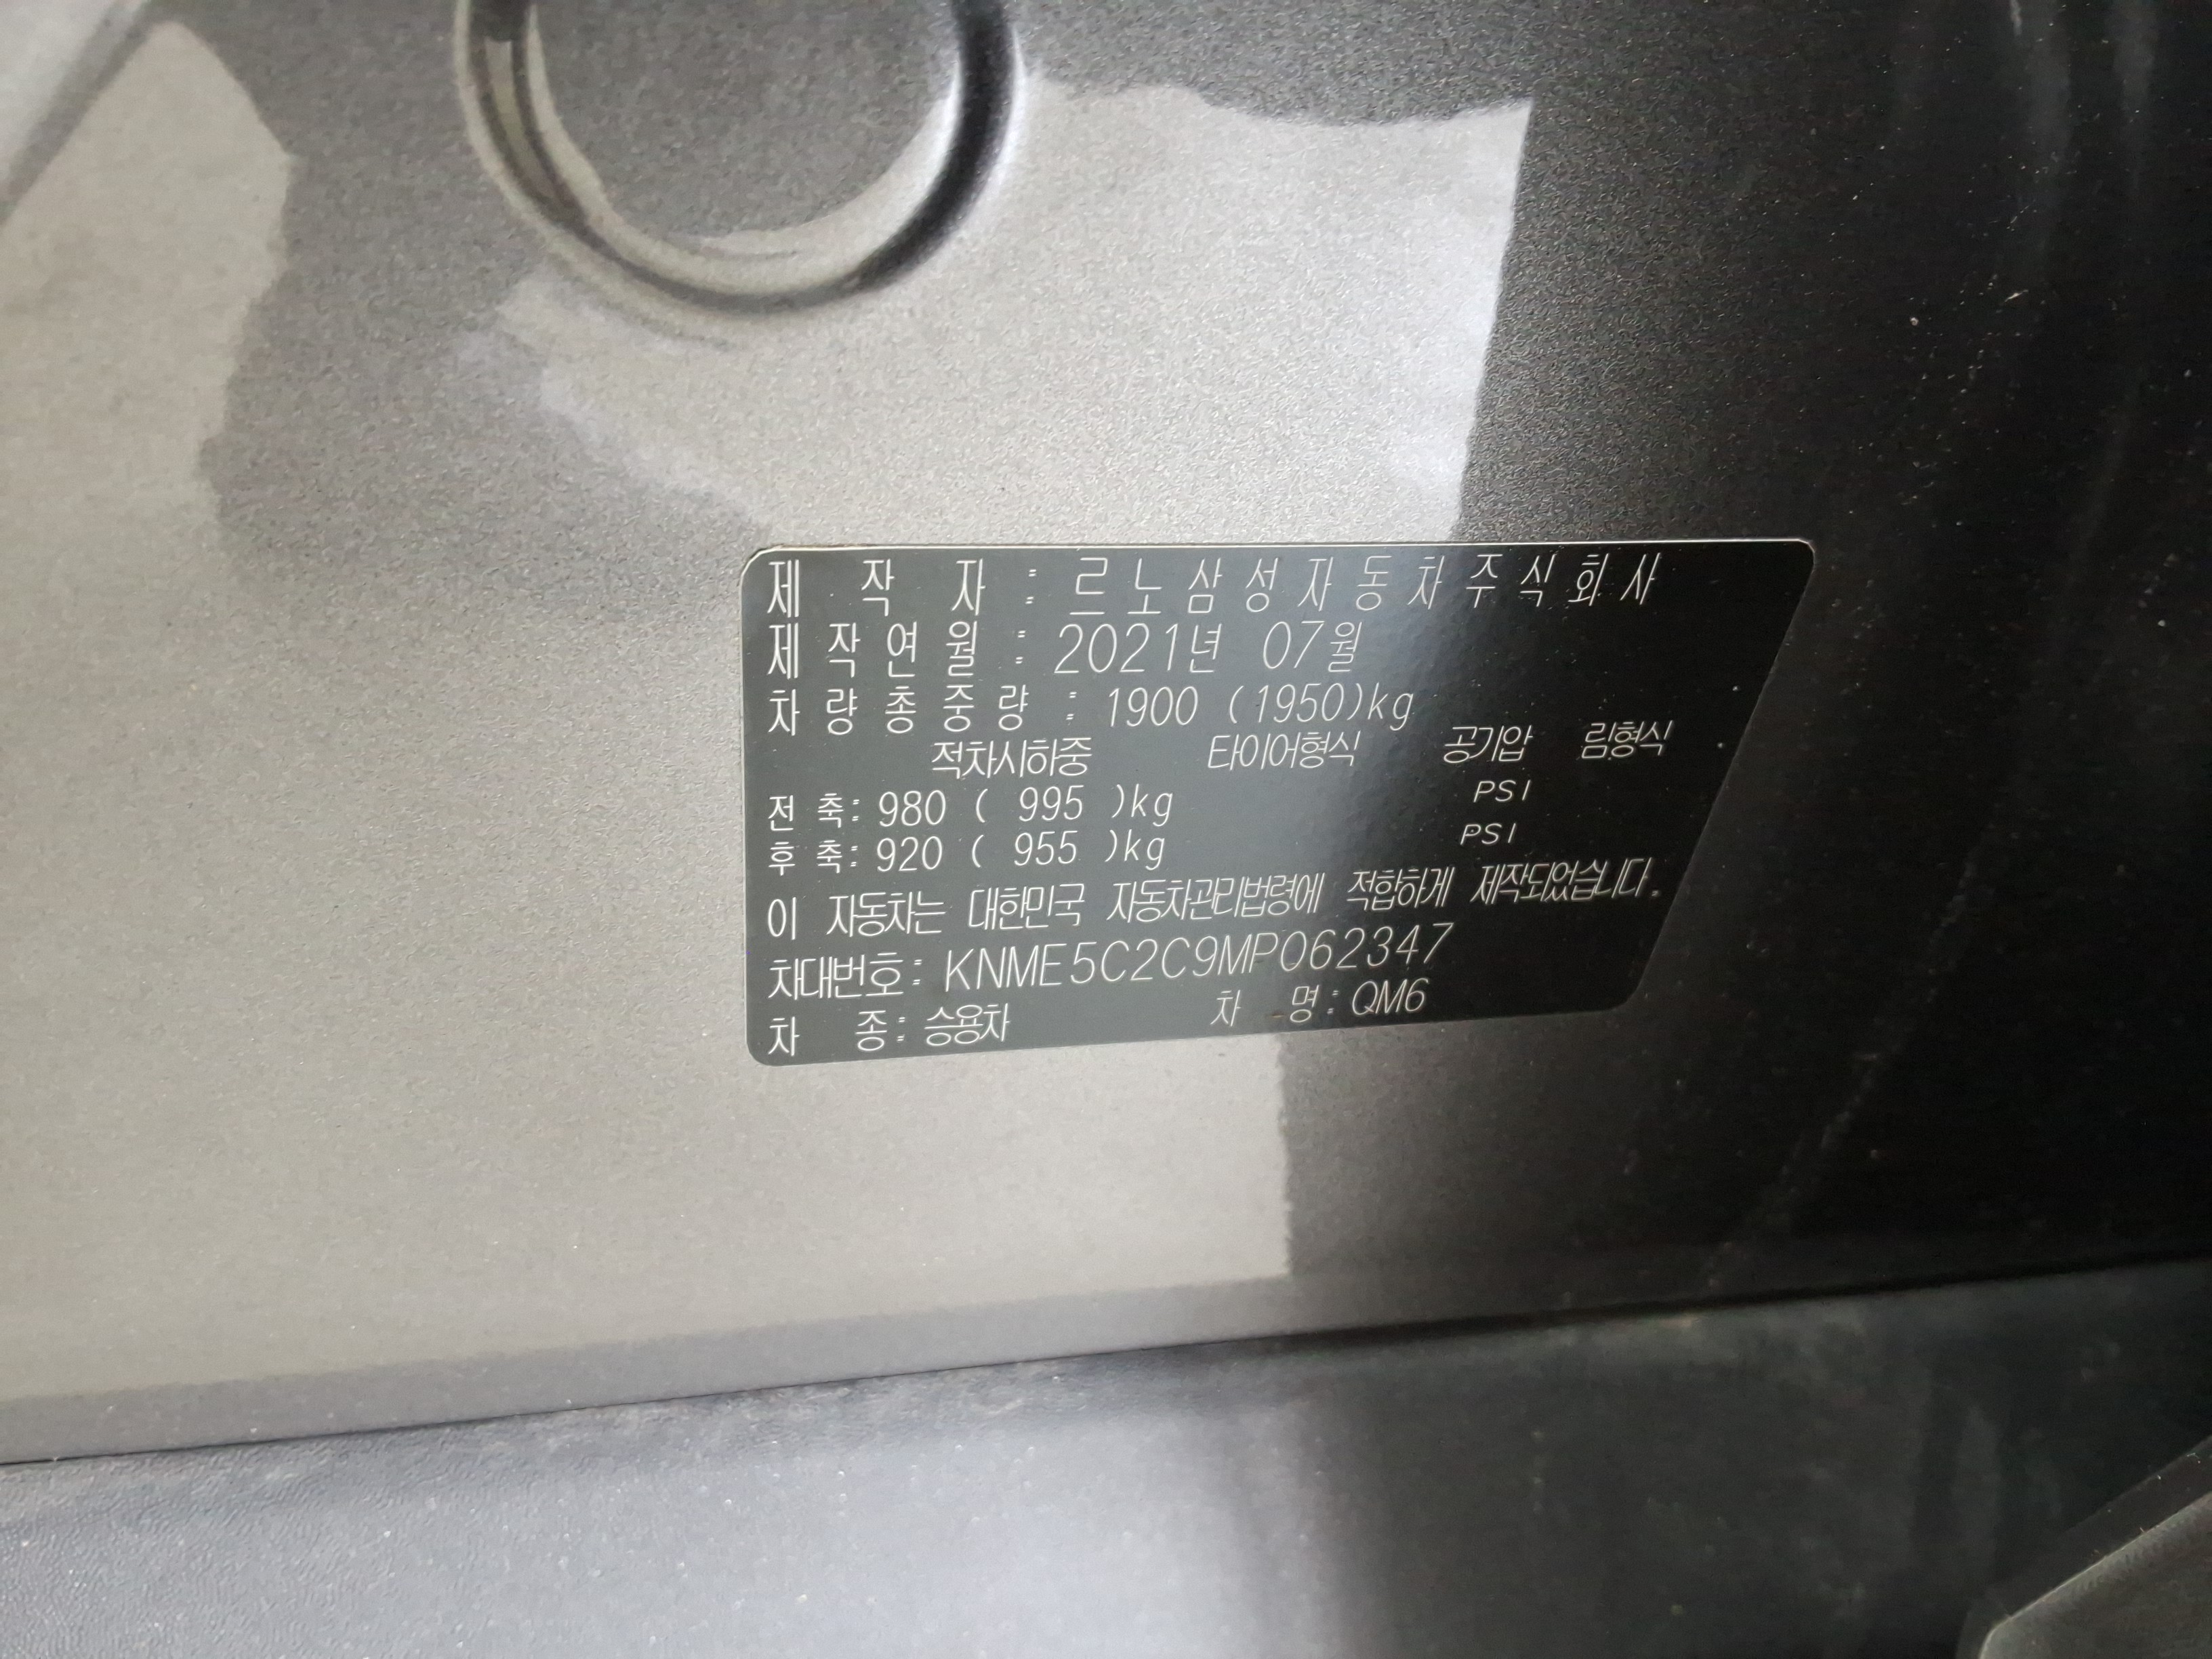 제 작 자 : 르노삼성자동차주식회사
제작연월 : 2021년 07월
차량총중량 : 1900 (1950)kg
적차시하중 타이어형식 공기압 림형식
전 축: 980 ( 995 )kg PSI
후 축: 920 ( 955 )kg PSI
이 자동차는 대한민국 자동차관리법령에 적합하게 제작되었습니다.
차대번호: KNME5C2C9MP062347
차 종: 승용차 차 명: QM6